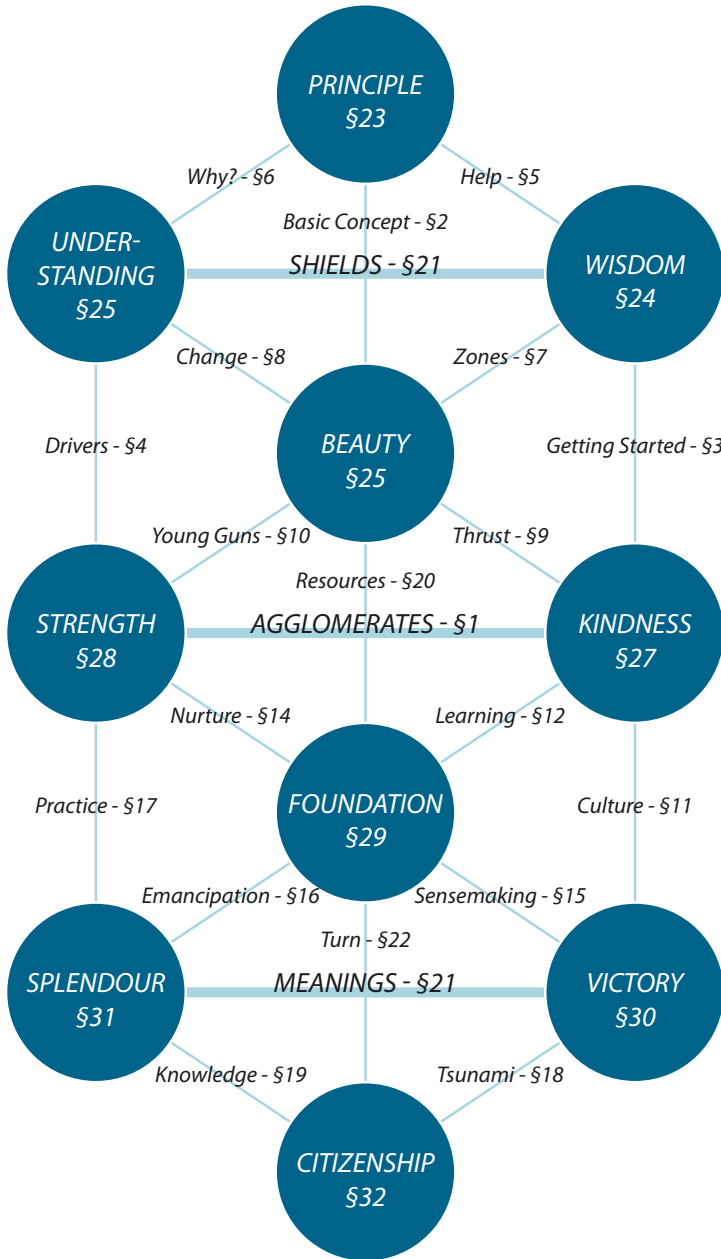 PRINCIPLE
§23
Why? - §6
Help - §5
Basic Concept - §2
UNDER-
STANDING
§25
SHIELDS - §21
WISDOM
§24
Change - §8
Zones - §7
Drivers - §4
BEAUTY
§25
Getting Started - §3
Young Guns - §10
Thrust - §9
Resources - §20
STRENGTH
§28
AGGLOMERATES - §1
KINDNESS
§27
Nurture - §14
Learning - §12
Practice - §17
FOUNDATION
§29
Culture - §11
Emancipation - §16
Sensemaking - §15
Turn - §22
SPLENDOUR
§31
MEANINGS - §21
VICTORY
§30
Knowledge - §19
Tsunami - §18
CITIZENSHIP
§32